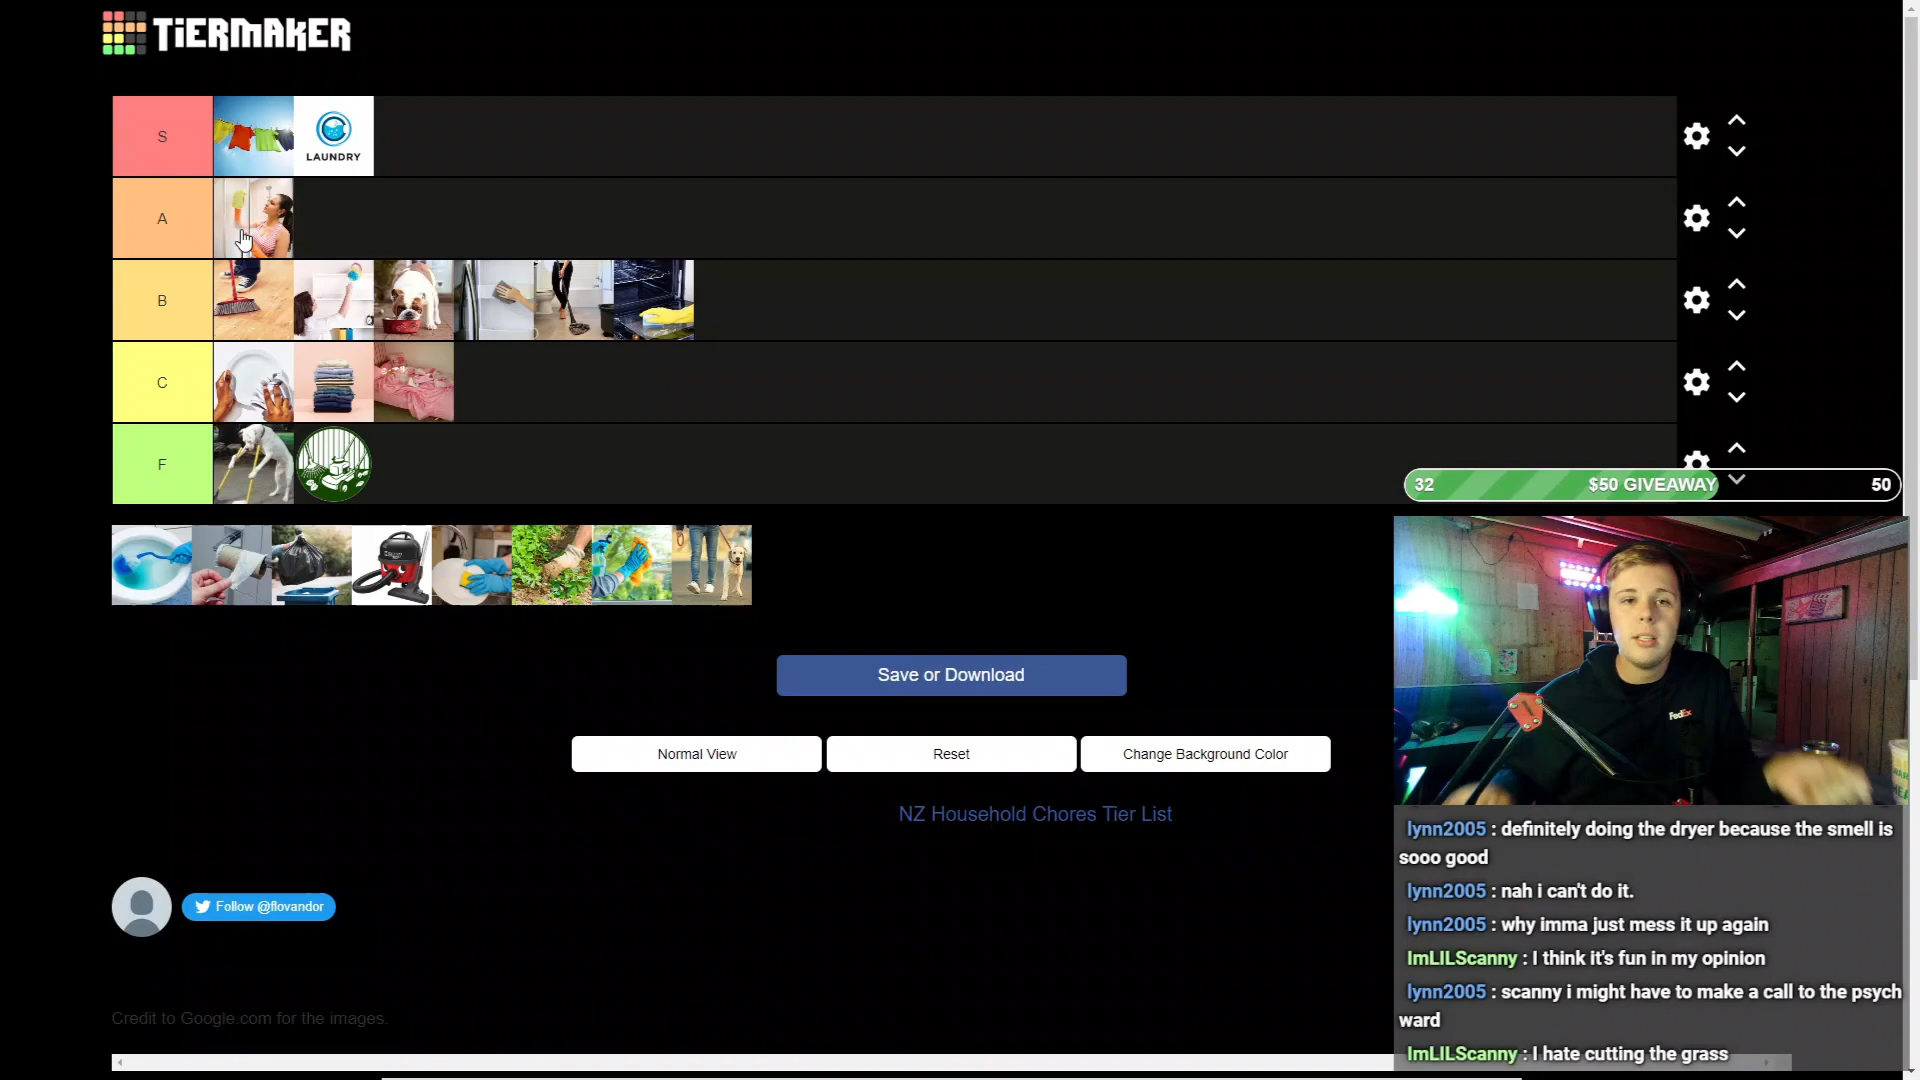 TiERMAKER
S
LAUNDRY
A
B
C
F
32 $50 GIVEAWAY 50
Save or Download
Normal View
Reset
Change Background Color
NZ Household Chores Tier List
FedEx
Follow @flovandor
lynn2005 : definitely doing the dryer because the smell is
sooo good
lynn2005 : nah i can't do it.
lynn2005 : why imma just mess it up again
ImLILScanny : I think it's fun in my opinion
lynn2005 : scanny i might have to make a call to the psych
ward
ImLILScanny : I hate cutting the grass
Credit to Google.com for the images.